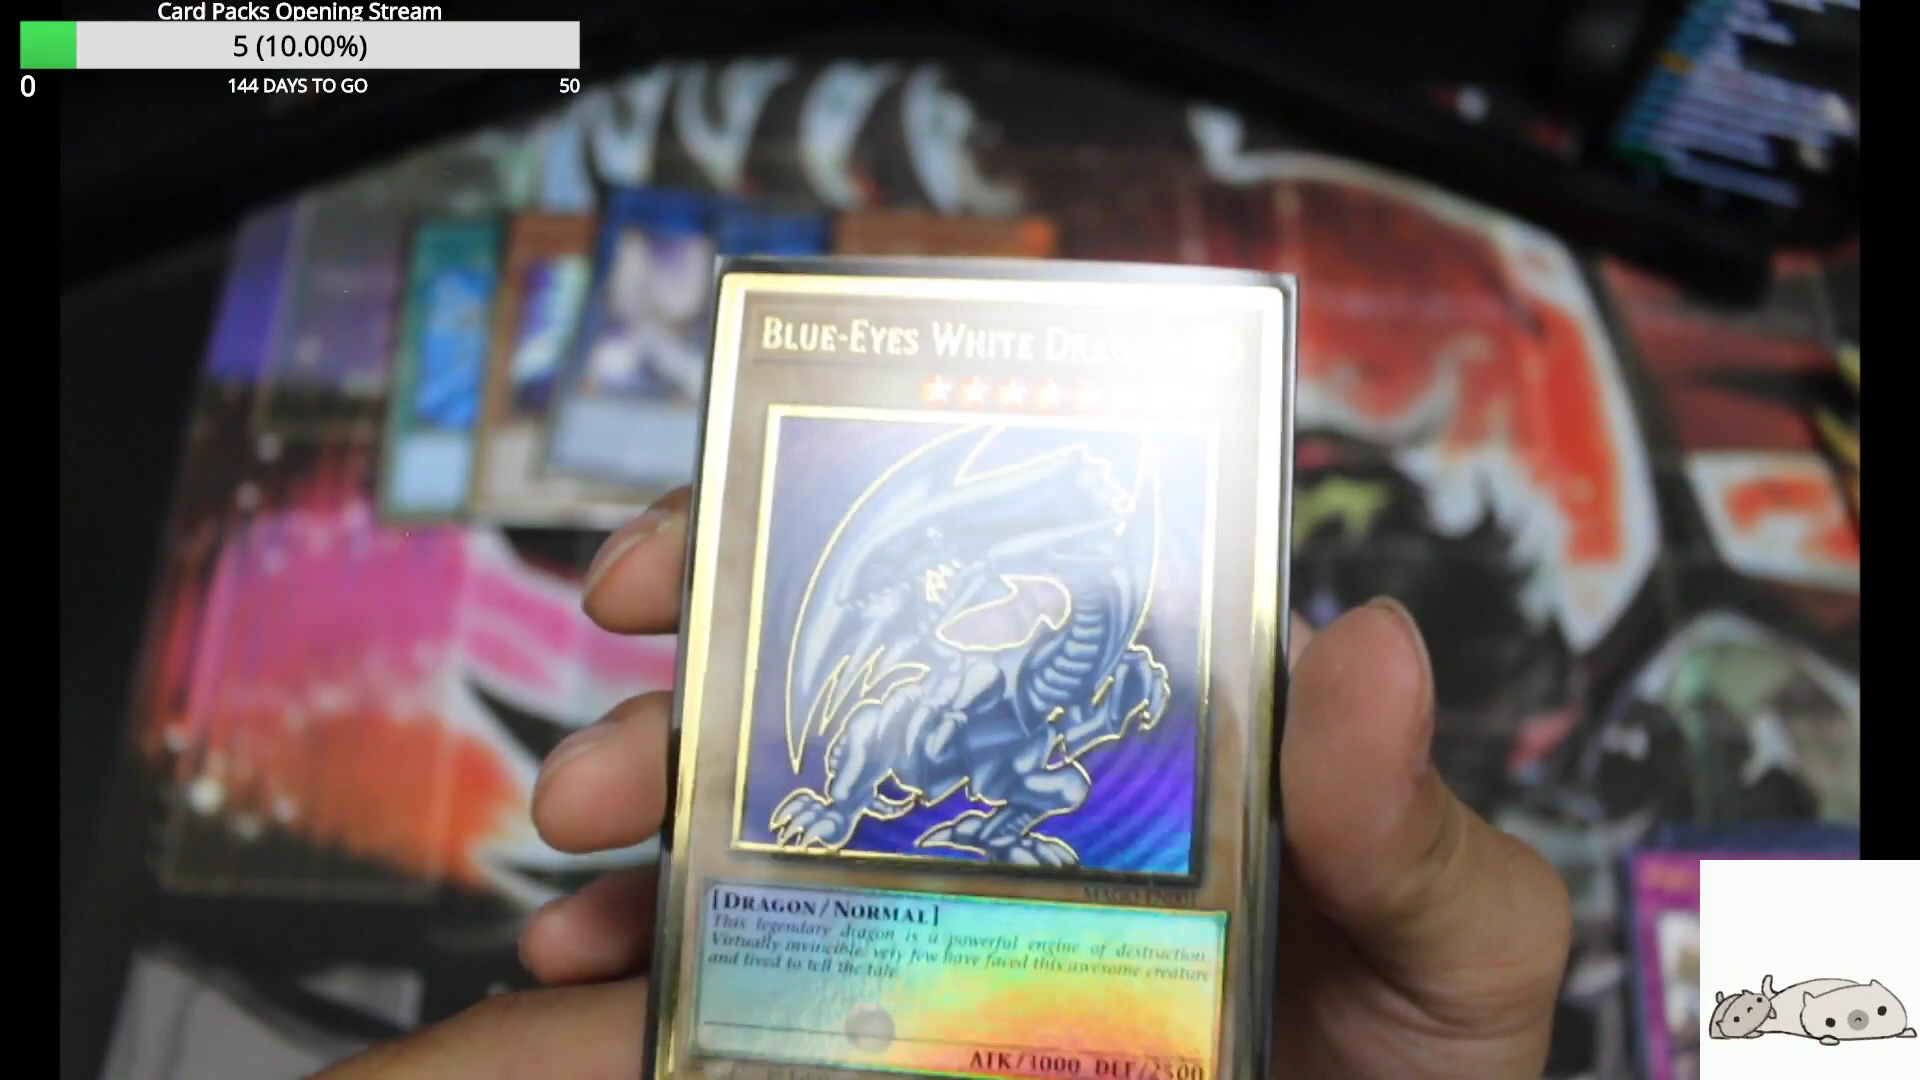 Card Packs Opening Stream
5 (10.00%)
0 144 DAYS TO GO 50
BLUE-EYES WHITE
[DRAGON/NORMAL]
This legendary dragon is a powerful engine of destruction.
Virtually invincible, very few have faced this awesome creature
and lived to tell the tale.
ATK/3000 DEF/2500